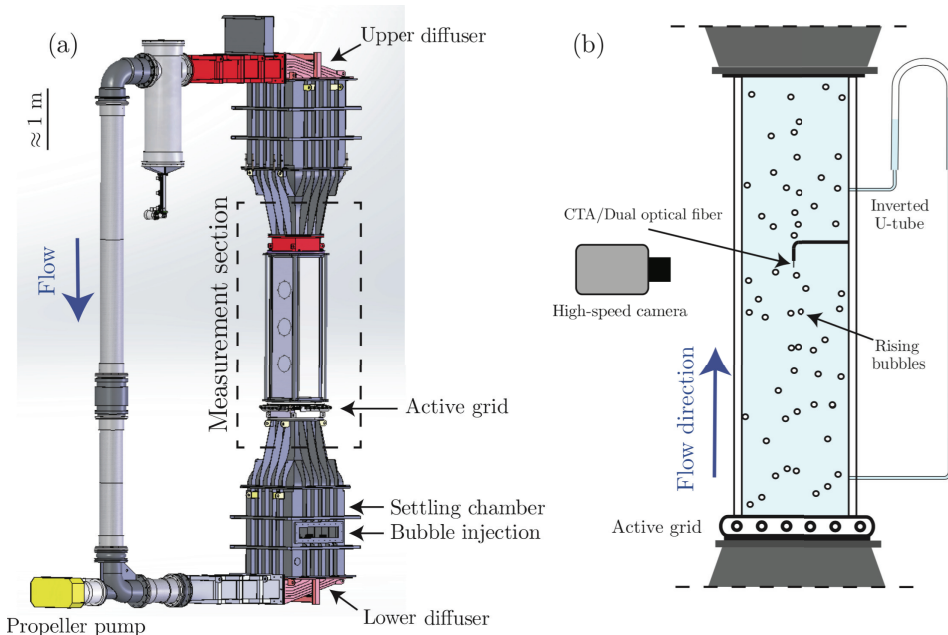 (a)
Upper diffuser
≈ 1 m
Flow
Measurement section
Active grid
Settling chamber
Bubble injection
Lower diffuser
Propeller pump
(b)
CTA/Dual optical fiber
Inverted
U-tube
High-speed camera
Rising
bubbles
Flow direction
Active grid